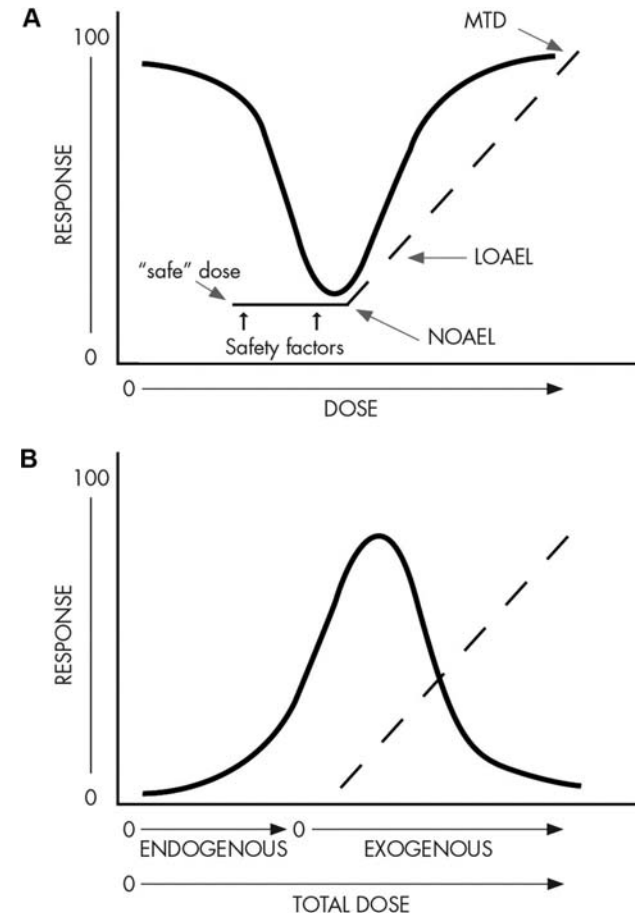 A
100
MTD
RESPONSE
LOAEL
“safe” dose
NOAEL
Safety factors
0
0
DOSE
B
100
RESPONSE
0
0
0
ENDOGENOUS
EXOGENOUS
0
TOTAL DOSE